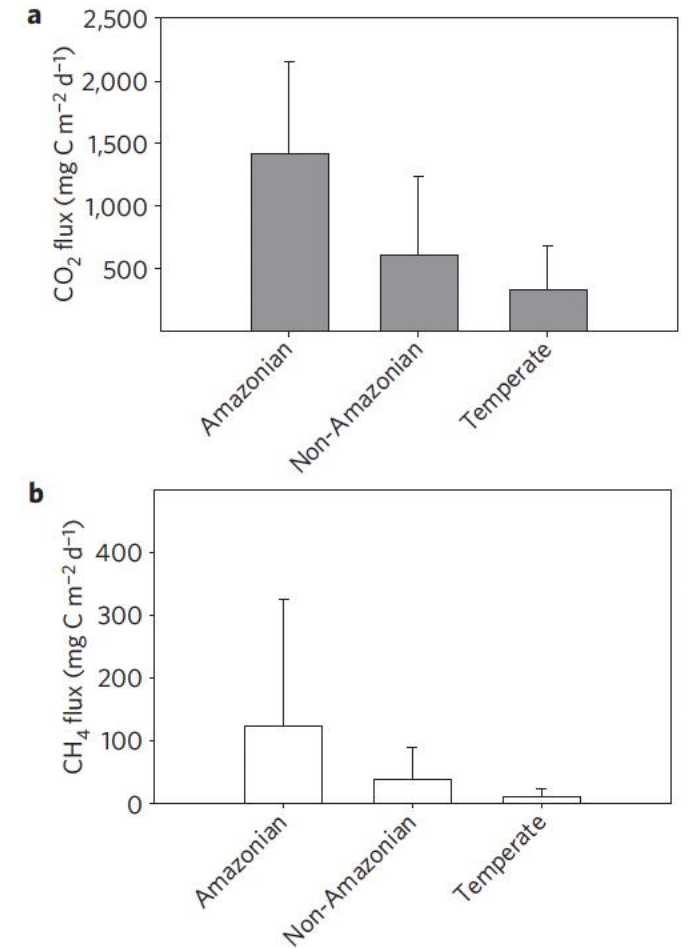 a
CO₂ flux (mg C m⁻² d⁻¹)
2,500
2,000
1,500
1,000
500
Amazonian
Non-Amazonian
Temperate
b
CH₄ flux (mg C m⁻² d⁻¹)
400
300
200
100
0
Amazonian
Non-Amazonian
Temperate